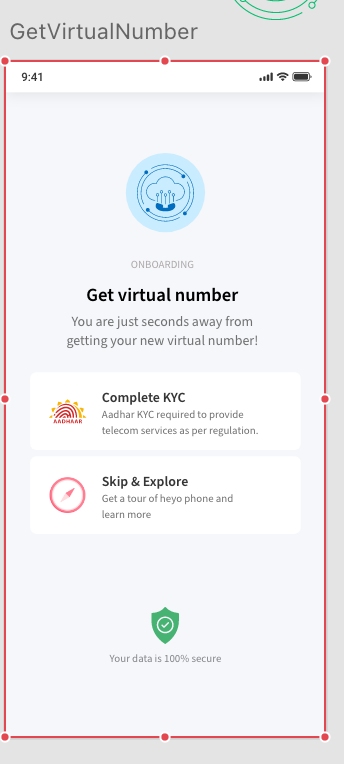 GetVirtualNumber
9:41
ONBOARDING
Get virtual number
You are just seconds away from
getting your new virtual number!
Complete KYC
Aadhar KYC required to provide
telecom services as per regulation.
AADHAAR
Skip & Explore
Get a tour of heyo phone and
learn more
Your data is 100% secure